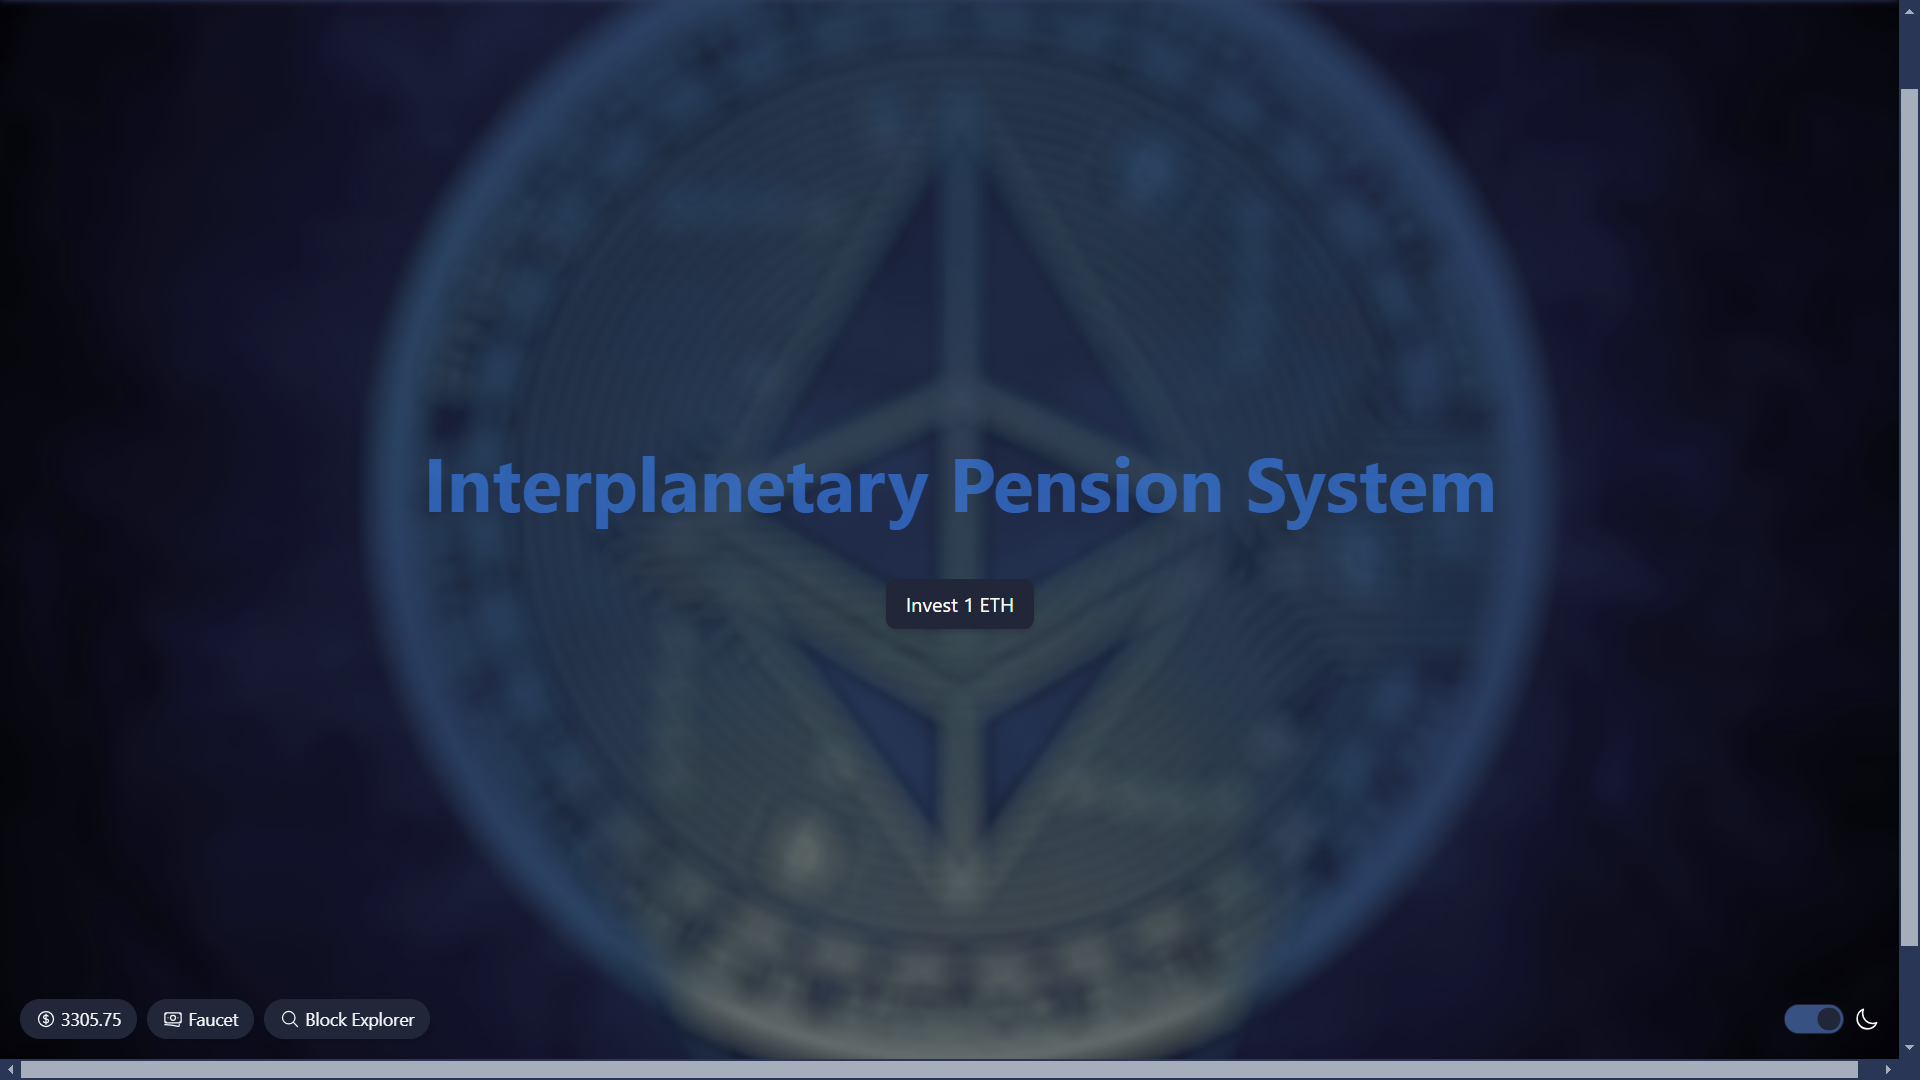 Interplanetary Pension System
Invest 1 ETH
3305.75 Faucet Block Explorer